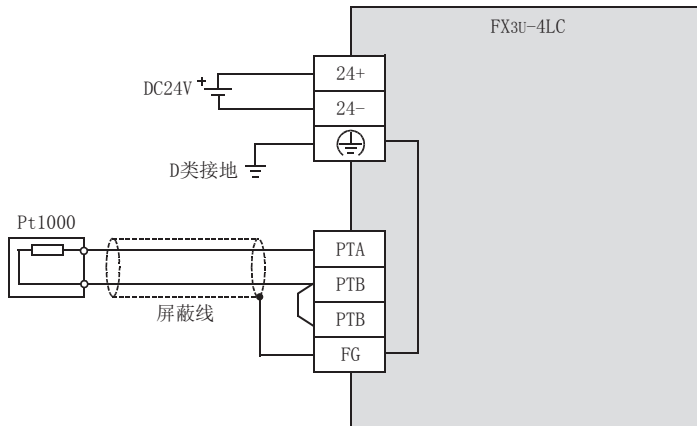 FX3U-4LC
24+
DC24V
24-
D类接地
Pt1000
PTA
PTB
屏蔽线
PTB
FG